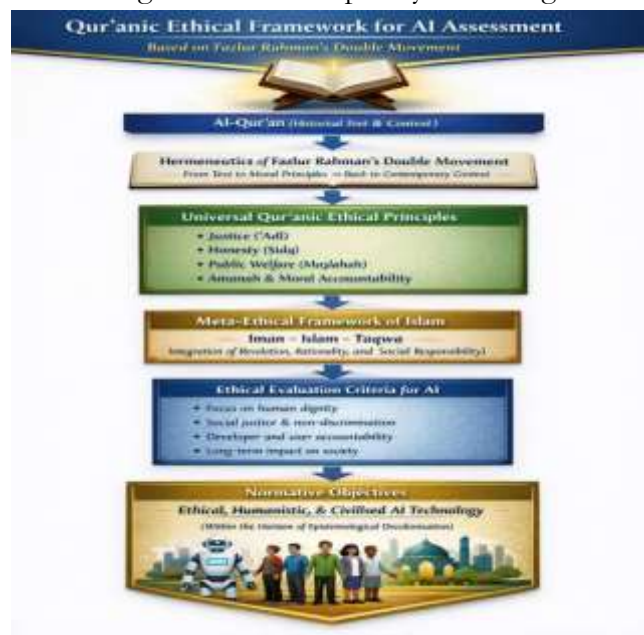 Qur'anic Ethical Framework for AI Assessment
Based on Fazlur Rahman's Double Movement
Al-Qur'an (Historical Text & Context)
Hermeneutics of Fazlur Rahman's Double Movement
From Text to Moral Principles → Back to Contemporary Context
Universal Qur'anic Ethical Principles
• Justice ('Adl)
• Honesty (Sidq)
• Public Welfare (Maṣlaḥah)
• Amanah & Moral Accountability
Meta-Ethical Framework of Islam
Iman – Islam – Taqwa
(Integration of Revelation, Rationality, and Social Responsibility)
Ethical Evaluation Criteria for AI
• Focus on human dignity
• Social justice & non-discrimination
• Developer and user accountability
• Long-term impact on society
Normative Objectives
Ethical, Humanistic, & Civilised AI Technology
(Within the Horizon of Epistemological Decolonisation)